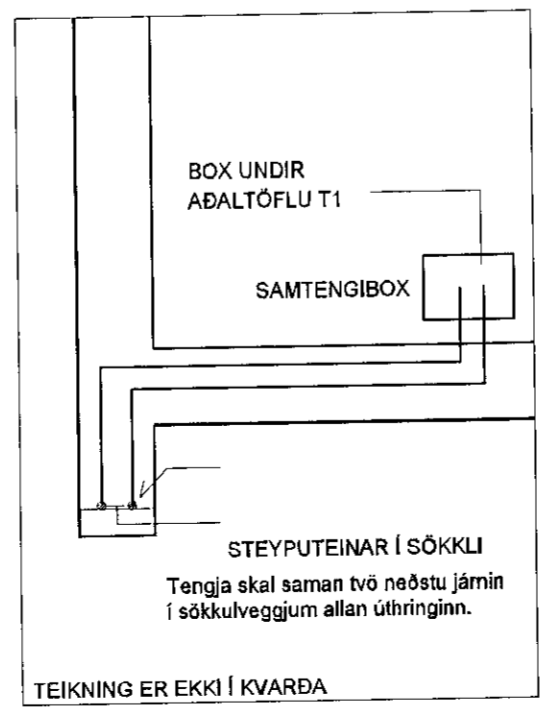 BOX UNDIR
AÐALTÖFLU T1
SAMTENGIBOX
STEYPUTEINAR Í SÖKKLI
Tengja skal saman tvö neðstu járnin
í sökkulveggjum allan úthringinn.
TEIKNING ER EKKI Í KVARÐA